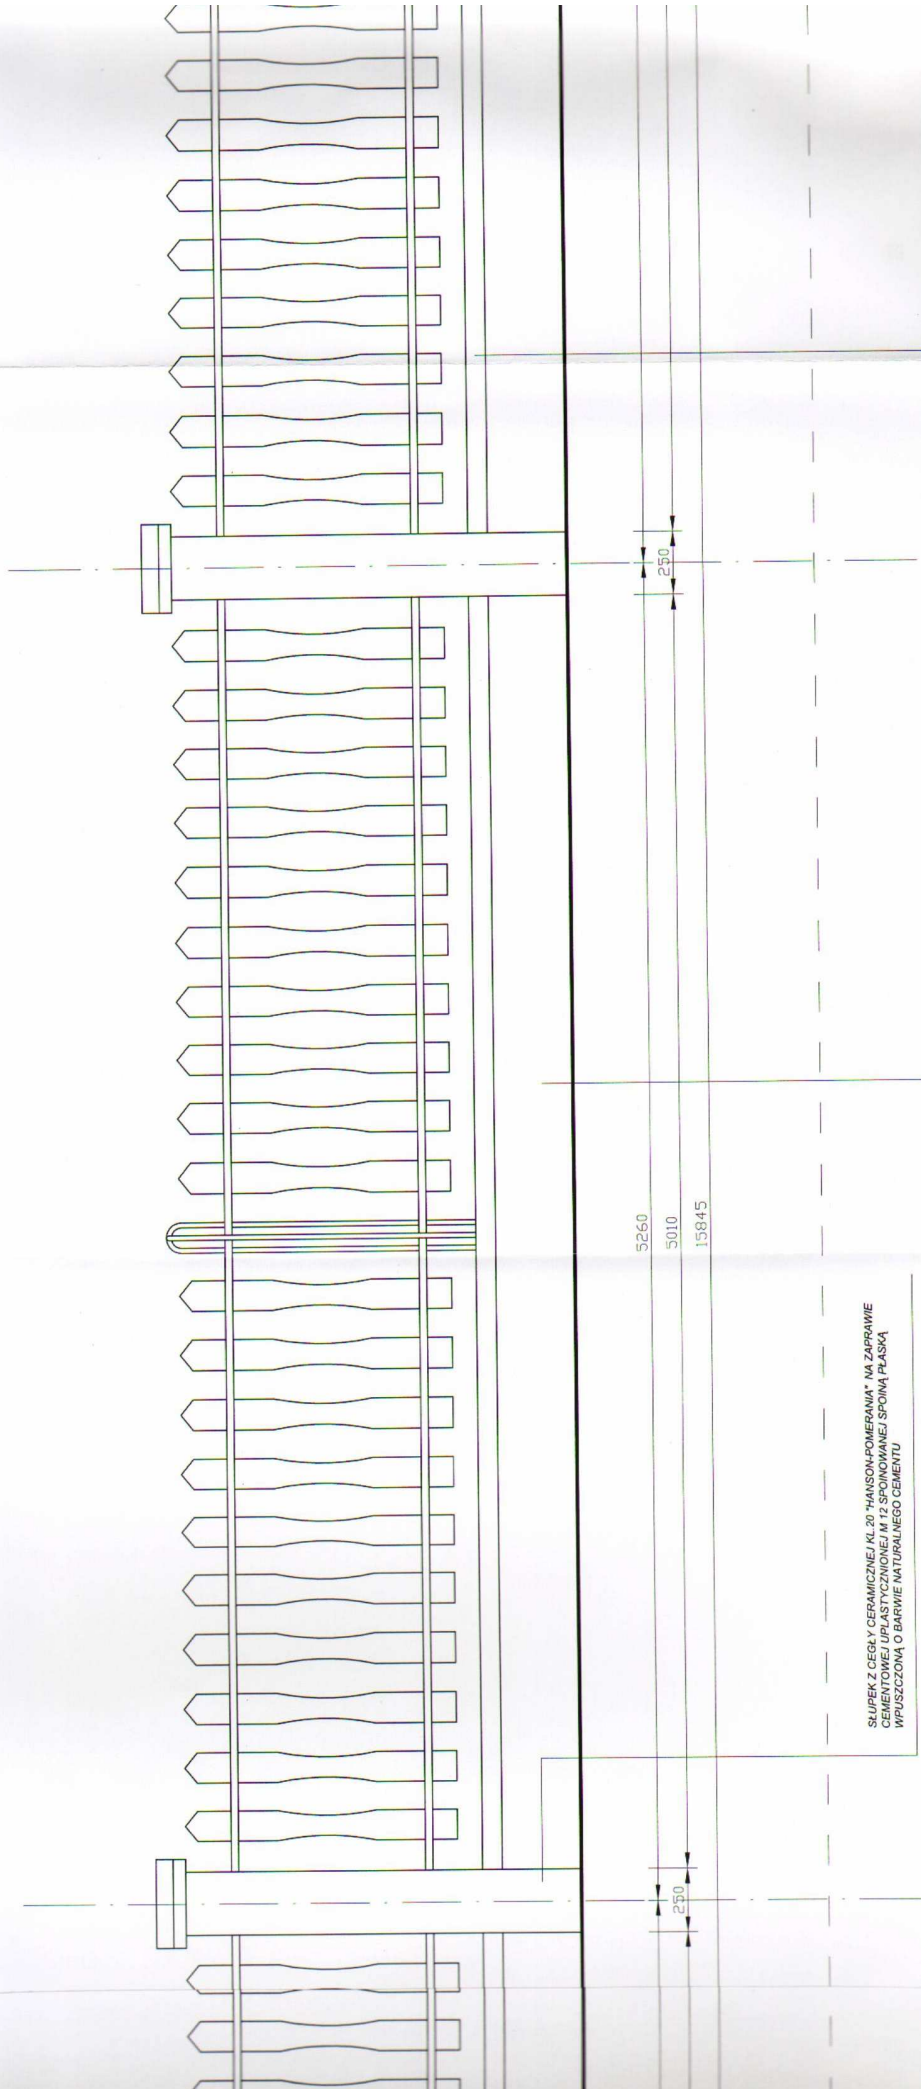 250
5260
5010
15845
250
SŁUPEK Z CEGŁY CERAMICZNEJ KL.20 "HANSON-POMERANIA" NA ZAPRAWIE
CEMENTOWEJ UPLASTYCZNIONEJ M 12 SPOINOWANEJ SPOINĄ PŁASKĄ
WPUSZCZONĄ O BARWIE NATURALNEGO CEMENTU